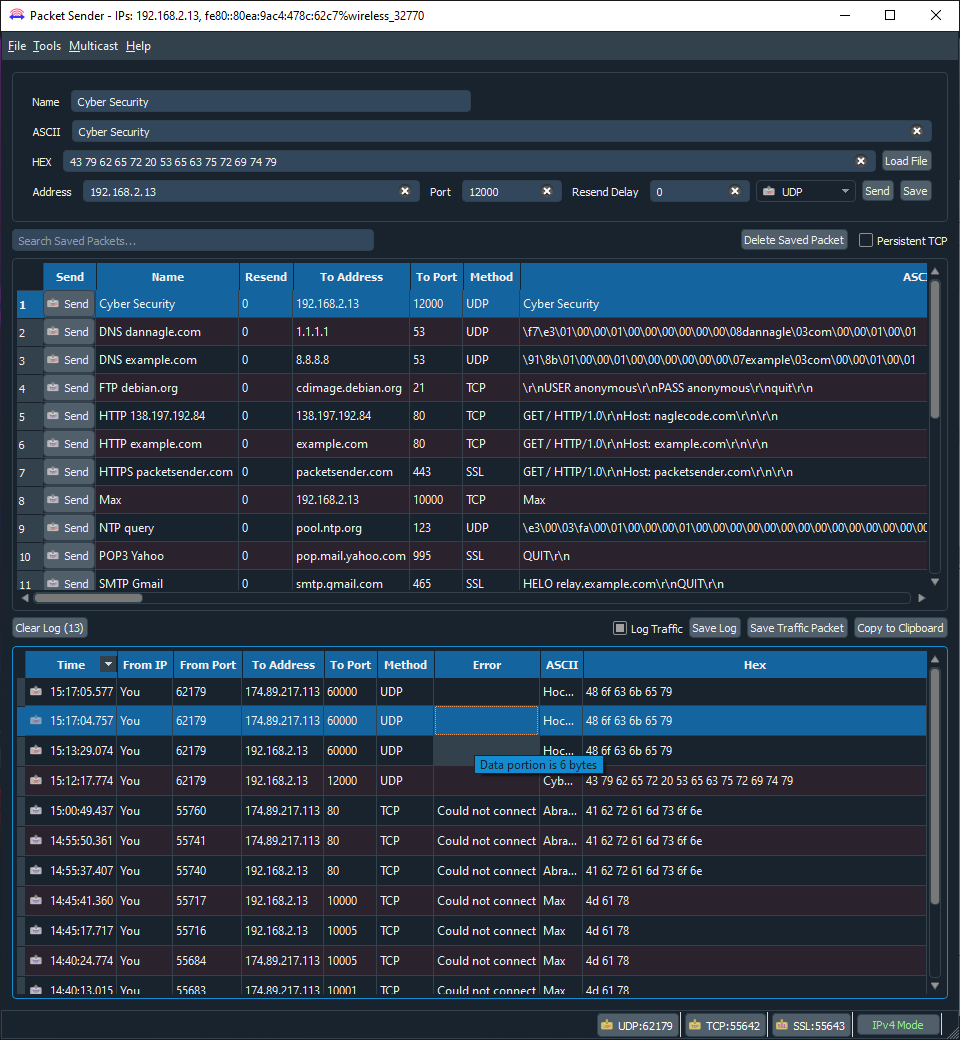 Packet Sender - IPs: 192.168.2.13, fe80::80ea:9ac4:478c:62c7%wireless_32770
File Tools Multicast Help
Name Cyber Security
ASCII Cyber Security
HEX 43 79 62 65 72 20 53 65 63 75 72 69 74 79 Load File
Address 192.168.2.13 Port 12000 Resend Delay 0 UDP Send Save
Search Saved Packets... Delete Saved Packet Persistent TCP
Send Name Resend To Address To Port Method ASC
1 Send Cyber Security 0 192.168.2.13 12000 UDP Cyber Security
2 Send DNS dannagle.com 0 1.1.1.1 53 UDP \f7\e3\01\00\00\01\00\00\00\00\00\00\08dannagle\03com\00\00\01\00\01
3 Send DNS example.com 0 8.8.8.8 53 UDP \91\8b\01\00\00\01\00\00\00\00\00\00\07example\03com\00\00\01\00\01
4 Send FTP debian.org 0 cdimage.debian.org 21 TCP \r\nUSER anonymous\r\nPASS anonymous\r\nquit\r\n
5 Send HTTP 138.197.192.84 0 138.197.192.84 80 TCP GET / HTTP/1.0\r\nHost: naglecode.com\r\n\r\n
6 Send HTTP example.com 0 example.com 80 TCP GET / HTTP/1.0\r\nHost: example.com\r\n\r\n
7 Send HTTPS packetsender.com 0 packetsender.com 443 SSL GET / HTTP/1.0\r\nHost: packetsender.com\r\n\r\n
8 Send Max 0 192.168.2.13 10000 TCP Max
9 Send NTP query 0 pool.ntp.org 123 UDP \e3\00\03\fa\00\01\00\00\00\01\00\00\00\00\00\00\00\00\00\00\00\00\00\00
10 Send POP3 Yahoo 0 pop.mail.yahoo.com 995 SSL QUIT\r\n
11 Send SMTP Gmail 0 smtp.gmail.com 465 SSL HELO relay.example.com\r\nQUIT\r\n
Clear Log (13) Log Traffic Save Log Save Traffic Packet Copy to Clipboard
Time From IP From Port To Address To Port Method Error ASCII Hex
15:17:05.577 You 62179 174.89.217.113 60000 UDP Hoc... 48 6f 63 6b 65 79
15:17:04.757 You 62179 174.89.217.113 60000 UDP Hoc... 48 6f 63 6b 65 79
15:13:29.074 You 62179 192.168.2.13 60000 UDP Hoc... 48 6f 63 6b 65 79
Data portion is 6 bytes
15:12:17.774 You 62179 192.168.2.13 12000 UDP Cyb... 43 79 62 65 72 20 53 65 63 75 72 69 74 79
15:00:49.437 You 55760 174.89.217.113 80 TCP Could not connect Abra... 41 62 72 61 6d 73 6f 6e
14:55:50.361 You 55741 174.89.217.113 80 TCP Could not connect Abra... 41 62 72 61 6d 73 6f 6e
14:55:37.407 You 55740 192.168.2.13 80 TCP Could not connect Abra... 41 62 72 61 6d 73 6f 6e
14:45:41.360 You 55717 192.168.2.13 10000 TCP Could not connect Max 4d 61 78
14:45:17.717 You 55716 192.168.2.13 10005 TCP Could not connect Max 4d 61 78
14:40:24.774 You 55684 174.89.217.113 10005 TCP Could not connect Max 4d 61 78
14:40:13.015 You 55683 174.89.217.113 10001 TCP Could not connect Max 4d 61 78
UDP:62179 TCP:55642 SSL:55643 IPv4 Mode